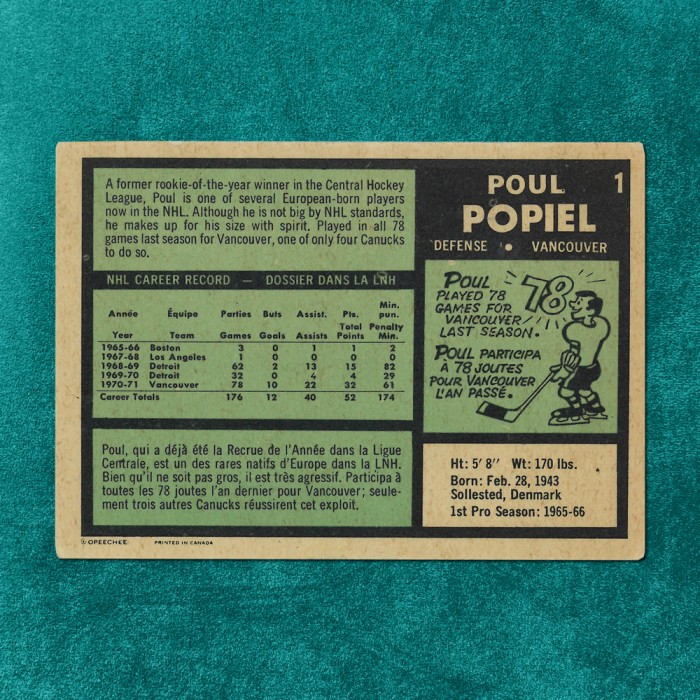 A former rookie-of-the-year winner in the Central Hockey
League, Poul is one of several European-born players
now in the NHL. Although he is not big by NHL standards,
he makes up for his size with spirit. Played in all 78
games last season for Vancouver, one of only four Canucks
to do so.
POUL 1
POPIEL
DEFENSE • VANCOUVER
NHL CAREER RECORD — DOSSIER DANS LA LNH
Année Équipe Parties Buts Assist. Pts. Min. pun.
Year Team Games Goals Assists Total Points Penalty Min.
1965-66 Boston 3 0 1 1 2
1967-68 Los Angeles 1 0 0 0 0
1968-69 Detroit 62 2 13 15 82
1969-70 Detroit 32 0 4 4 29
1970-71 Vancouver 78 10 22 32 61
Career Totals 176 12 40 52 174
POUL
PLAYED 78
GAMES FOR
VANCOUVER
LAST SEASON.
78
POUL PARTICIPA
À 78 JOUTES
POUR VANCOUVER
L'AN PASSÉ.
Poul, qui a déjà été la Recrue de l'Année dans la Ligue
Centrale, est un des rares natifs d'Europe dans la LNH.
Bien qu'il ne soit pas gros, il est très agressif. Participa à
toutes les 78 joutes l'an dernier pour Vancouver; seule-
ment trois autres Canucks réussirent cet exploit.
Ht: 5' 8'' Wt: 170 lbs.
Born: Feb. 28, 1943
Sollested, Denmark
1st Pro Season: 1965-66
© OPEECHEE PRINTED IN CANADA